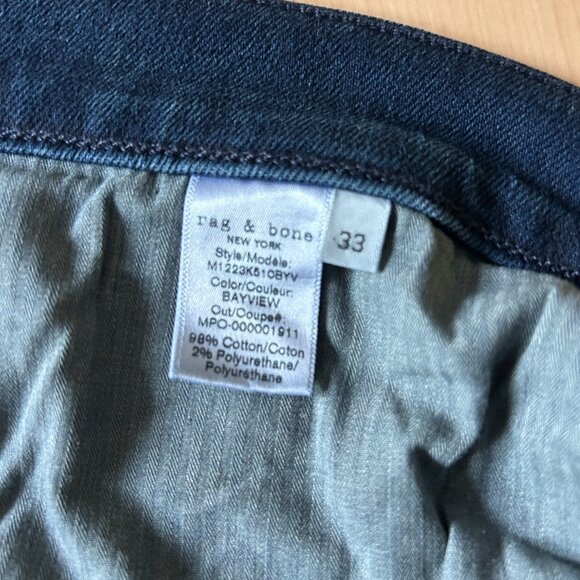 rag & bone
NEW YORK
Style/Modèle:
M1223K510BYV
Color/Couleur:
BAYVIEW
Cut/Coupe#:
MPO-000001911
98% Cotton/Coton
2% Polyurethane/
Polyurethane
33